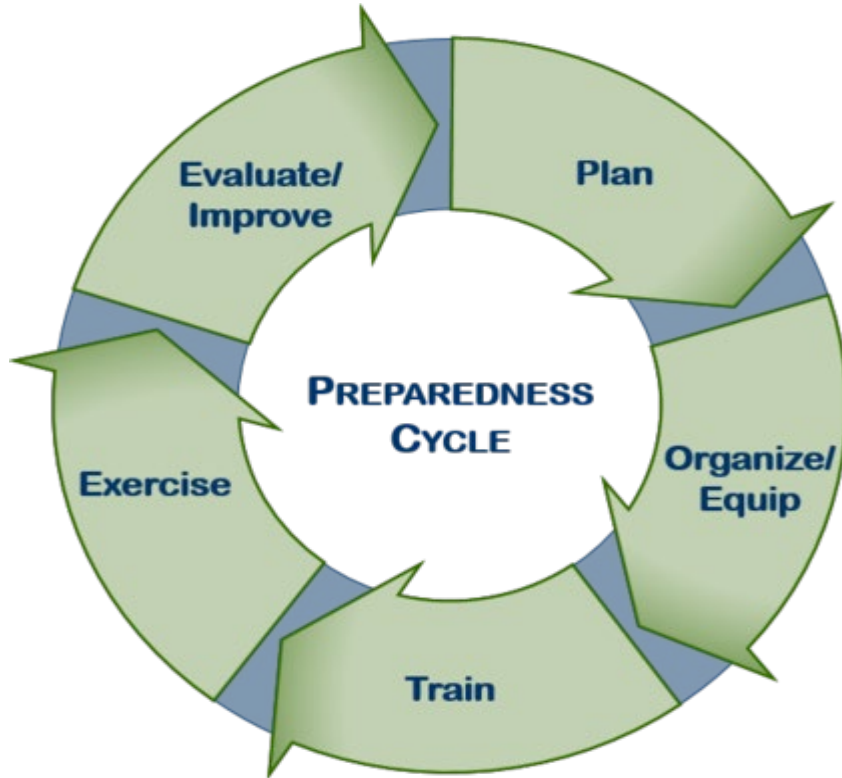 Plan
Organize/
Equip
Train
Exercise
Evaluate/
Improve
PREPAREDNESS
CYCLE